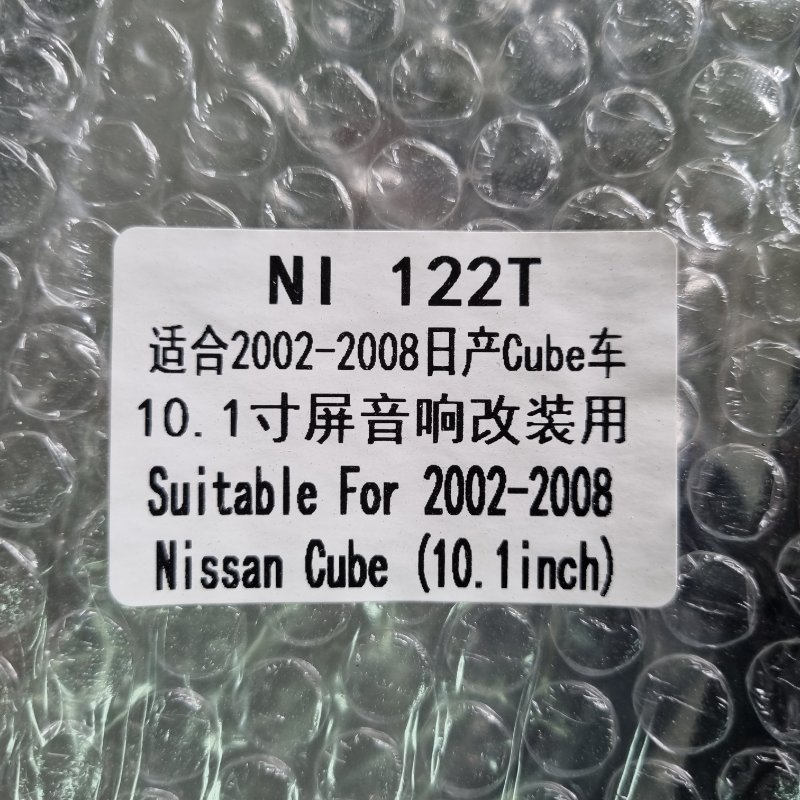 NI 122T
适合2002-2008日产Cube车
10.1寸屏音响改装用
Suitable For 2002-2008
Nissan Cube (10.1inch)